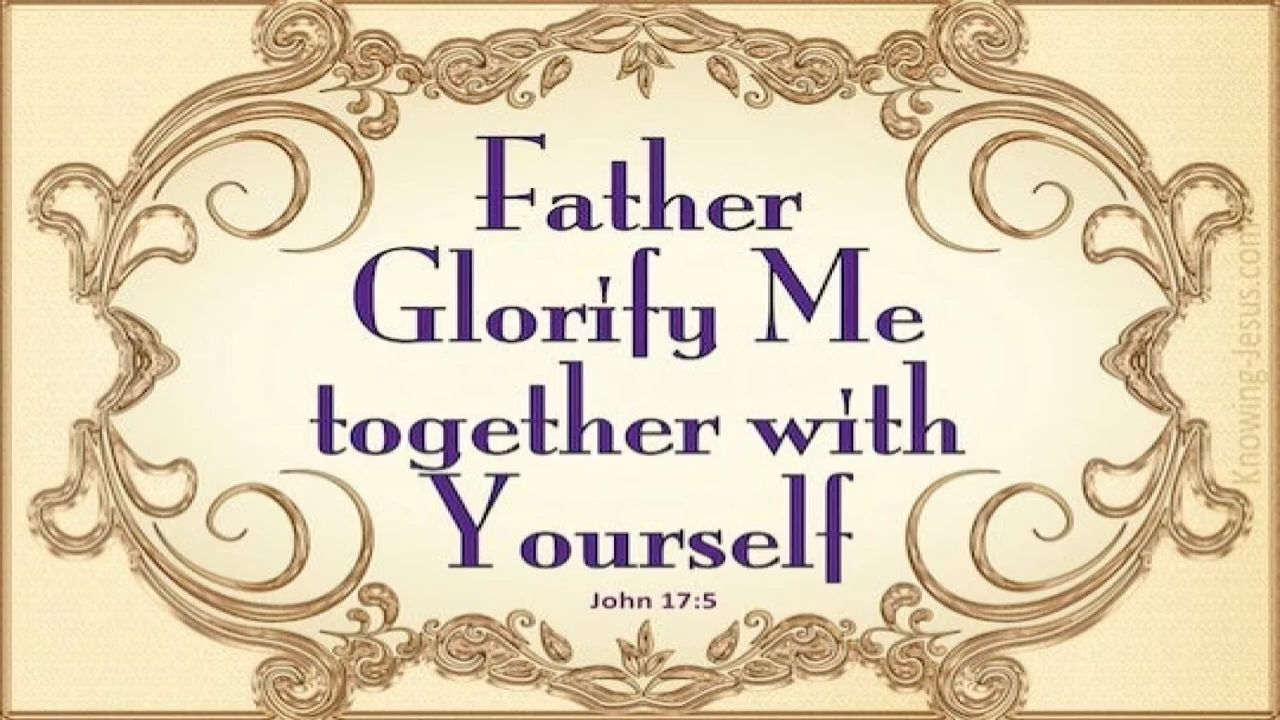 Father
Glorify Me
together with
Yourself
John 17:5
Knowing-Jesus.com